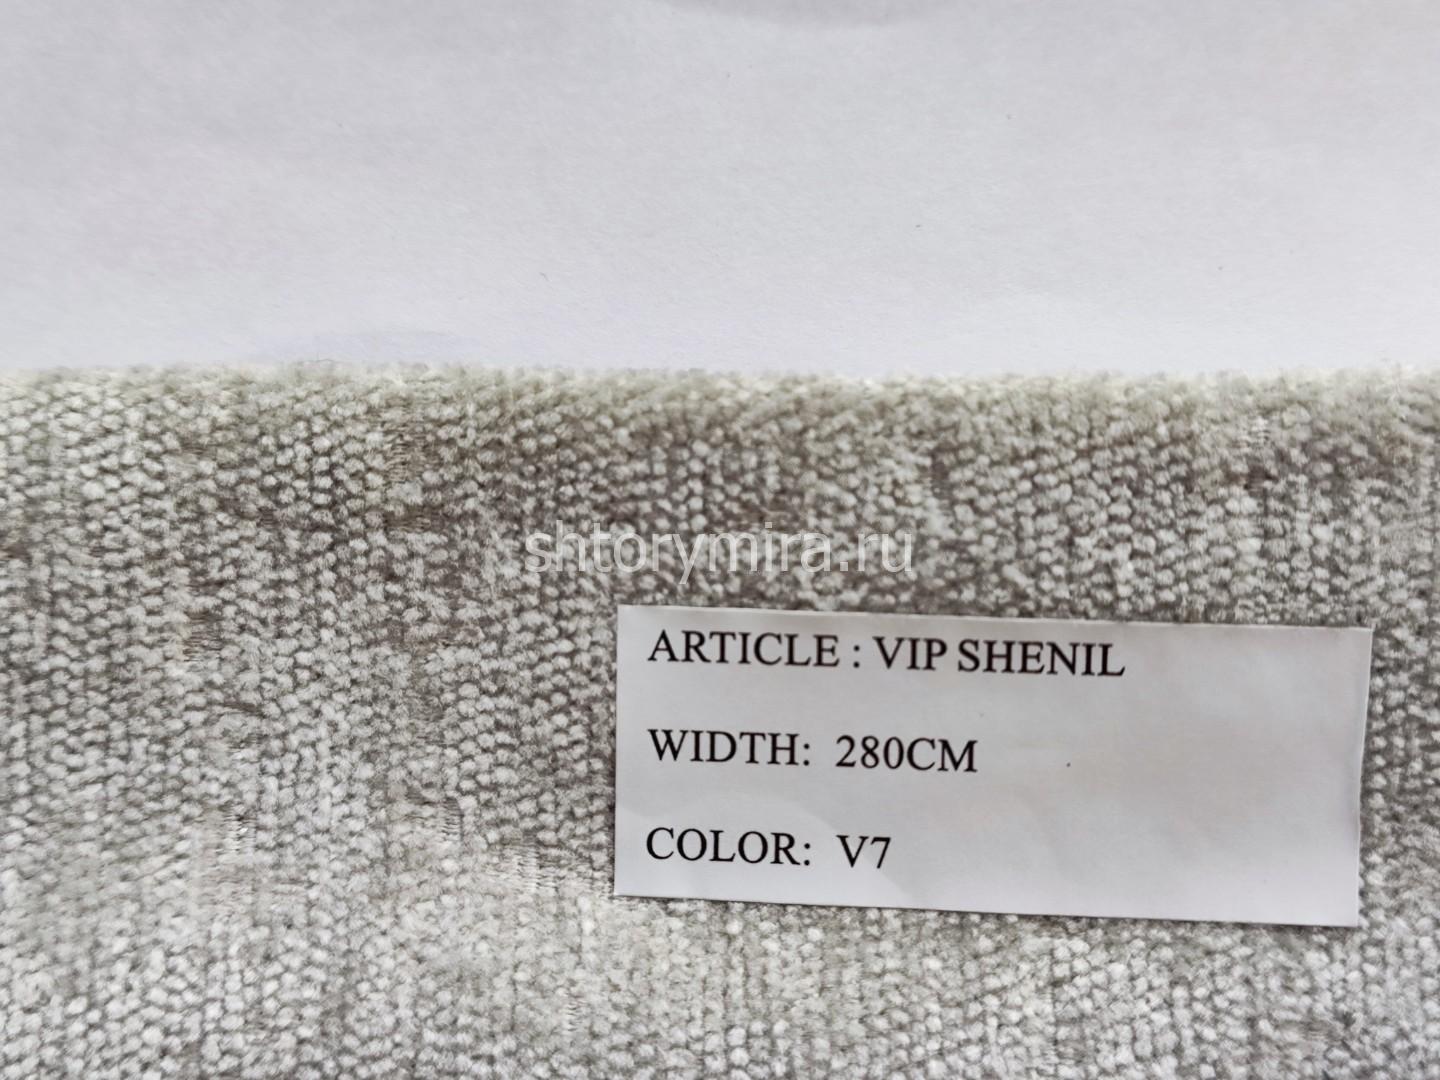 shtorymira.ru
ARTICLE : VIP SHENIL
WIDTH: 280CM
COLOR: V7